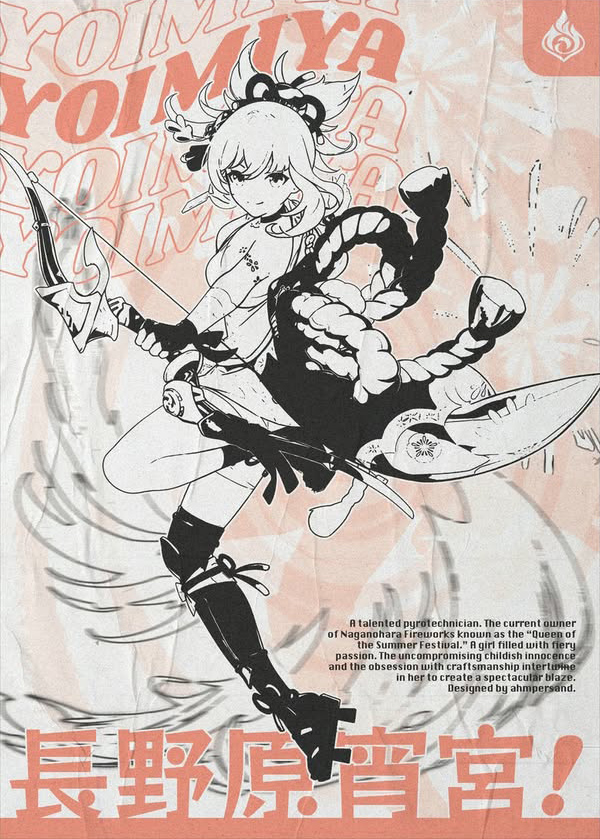 YOIMIYA
YOIMIYA
YOIMIYA
YOIMIYA
A talented pyrotechnician. The current owner
of Naganohara Fireworks known as the “Queen of
the Summer Festival.” A girl filled with fiery
passion. The uncompromising childish innocence
and the obsession with craftsmanship intertwine
in her to create a spectacular blaze.
Designed by ahmpersand.
長野原宵宮!